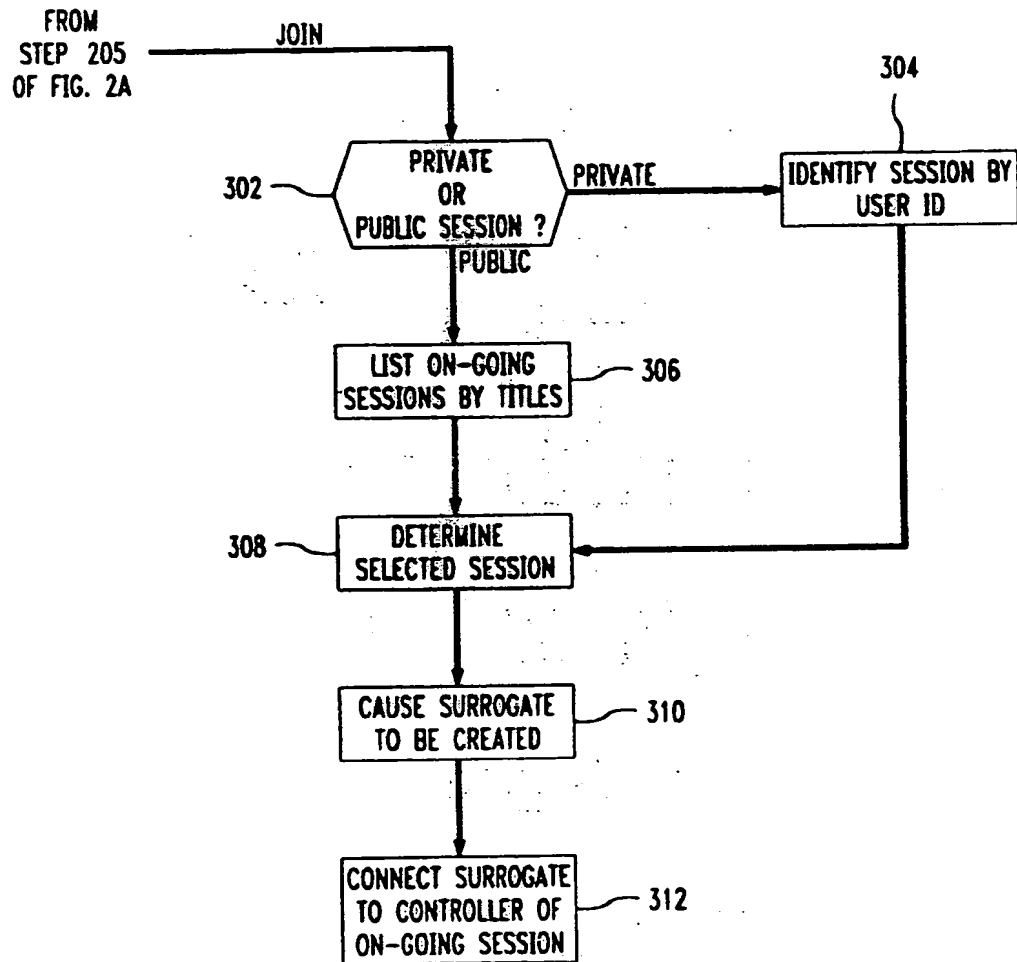 FROM
STEP 205
OF FIG. 2A
JOIN
302
PRIVATE
OR
PUBLIC SESSION ?
PRIVATE
304
IDENTIFY SESSION BY
USER ID
PUBLIC
LIST ON-GOING
SESSIONS BY TITLES
306
308
DETERMINE
SELECTED SESSION
CAUSE SURROGATE
TO BE CREATED
310
CONNECT SURROGATE
TO CONTROLLER OF
ON-GOING SESSION
312